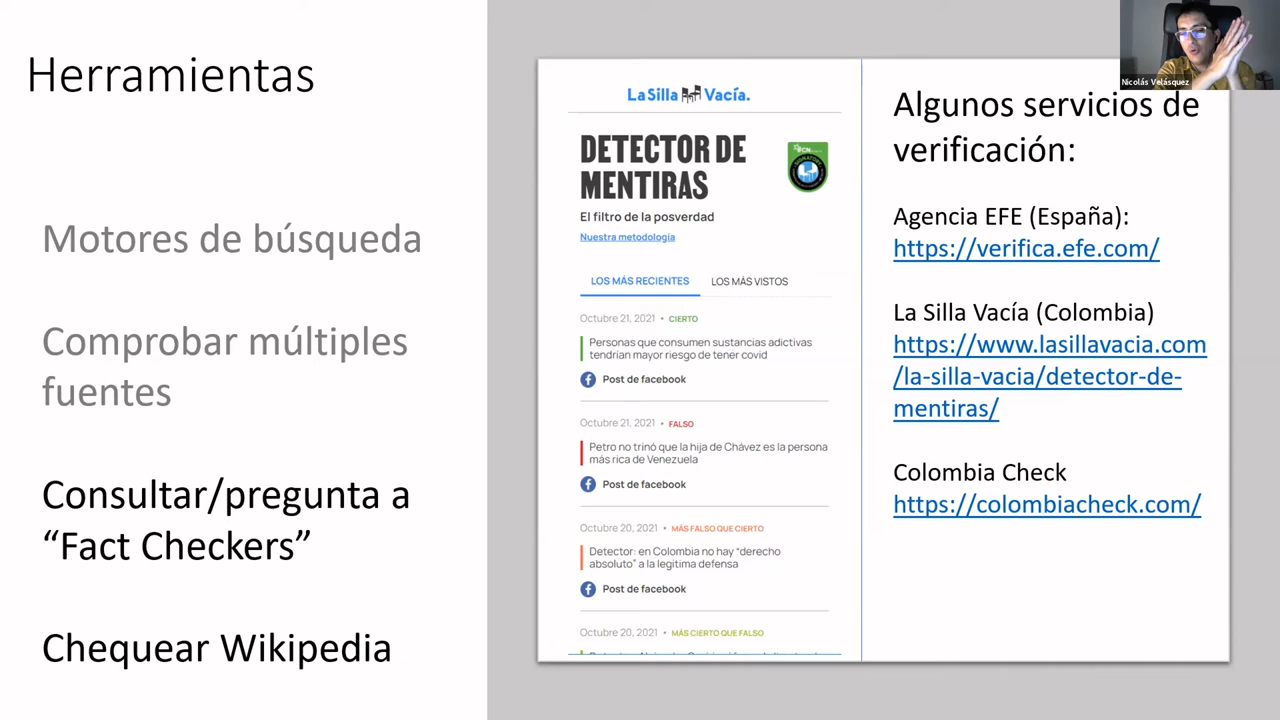 Herramientas
Motores de búsqueda
Comprobar múltiples
fuentes
Consultar/pregunta a
“Fact Checkers”
Chequear Wikipedia
La Silla Vacía.
DETECTOR DE
MENTIRAS
El filtro de la posverdad
Nuestra metodología
LOS MÁS RECIENTES
LOS MÁS VISTOS
Octubre 21, 2021 • CIERTO
Personas que consumen sustancias adictivas
tendrían mayor riesgo de tener covid
Post de facebook
Octubre 21, 2021 • FALSO
Petro no trinó que la hija de Chávez es la persona
más rica de Venezuela
Post de facebook
Octubre 20, 2021 • MÁS FALSO QUE CIERTO
Detector: en Colombia no hay “derecho
absoluto” a la legitima defensa
Post de facebook
Octubre 20, 2021 • MÁS CIERTO QUE FALSO
Nicolás Velásquez
Algunos servicios de
verificación:
Agencia EFE (España):
https://verifica.efe.com/
La Silla Vacía (Colombia)
https://www.lasillavacia.com
/la-silla-vacia/detector-de-
mentiras/
Colombia Check
https://colombiacheck.com/